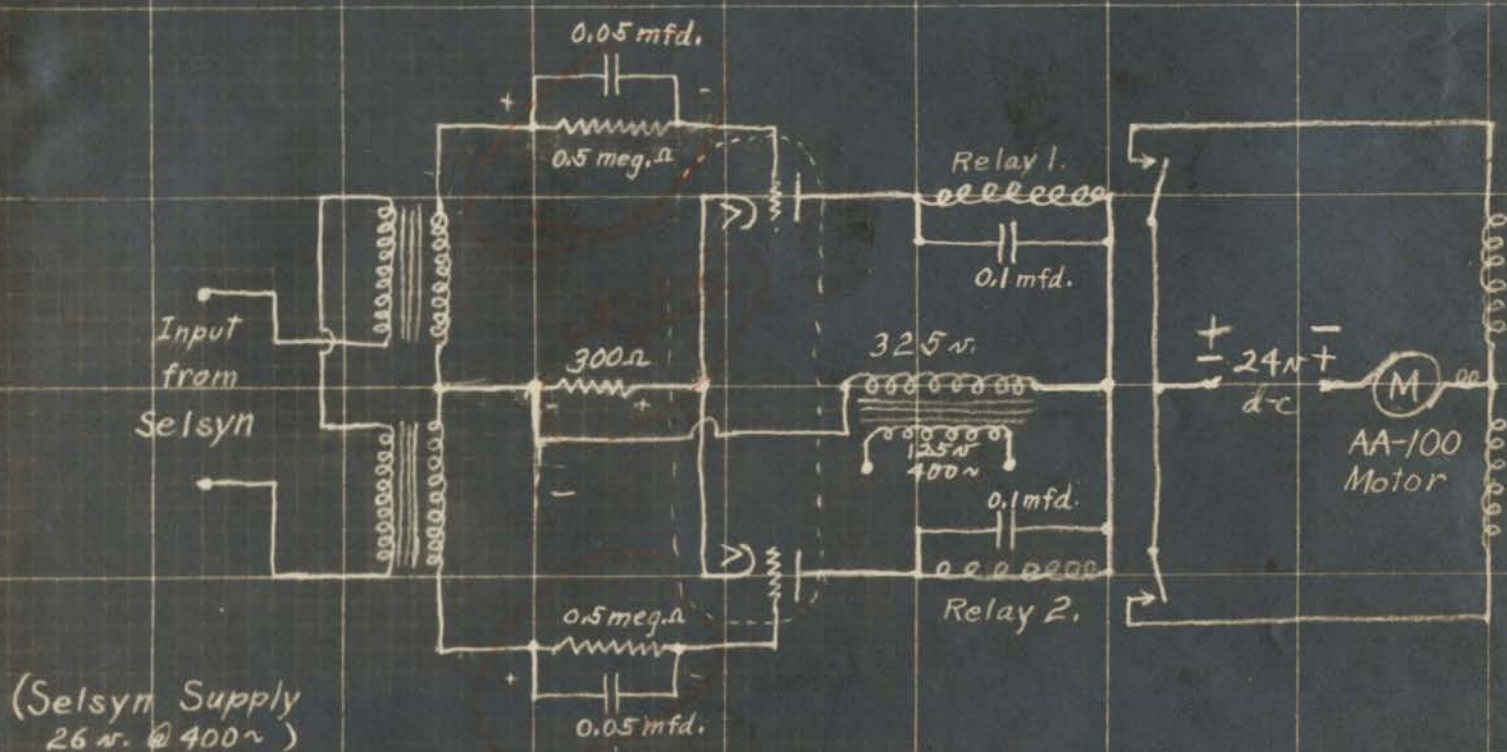 0.05 mfd.
+ -
0.5 meg. Ω
Relay 1.
0.1 mfd.
Input
from
Selsyn
300Ω
- +
325 v.
125 v
400 ~
+ -
- +
24 v
d-c
M
AA-100
Motor
-
0.1 mfd.
0.5 meg. Ω
Relay 2.
+ -
0.05 mfd.
(Selsyn Supply
26 v. @ 400 ~ )